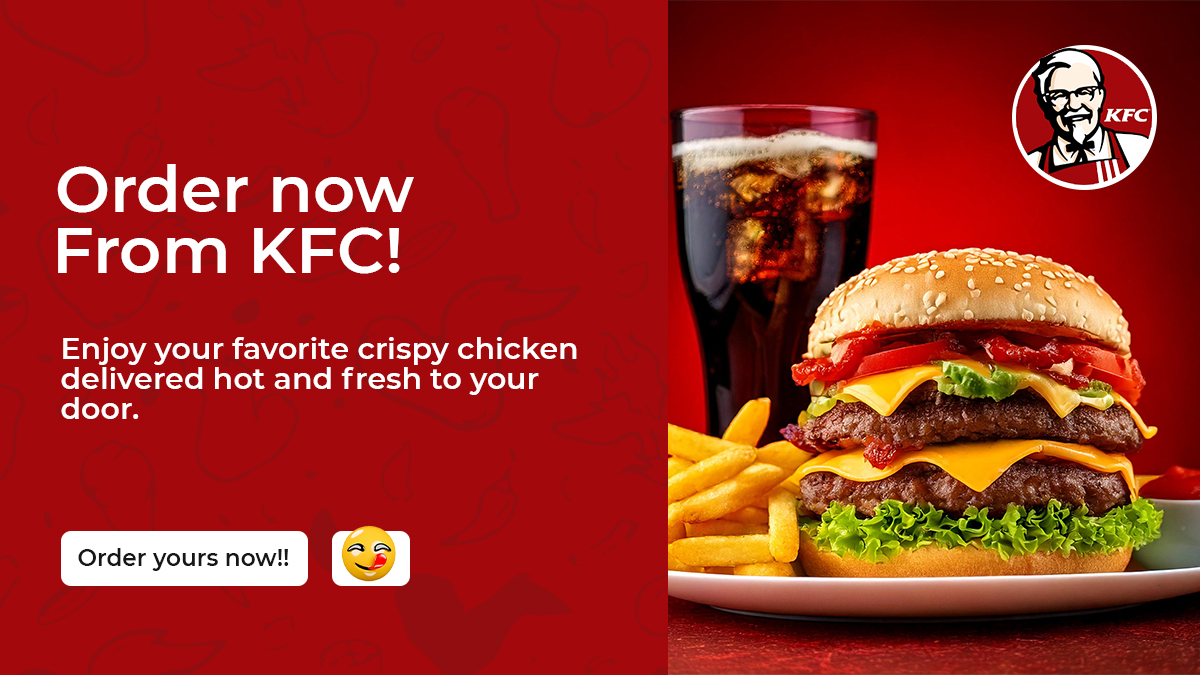 Order now
From KFC!
Enjoy your favorite crispy chicken
delivered hot and fresh to your
door.
Order yours now!!
KFC